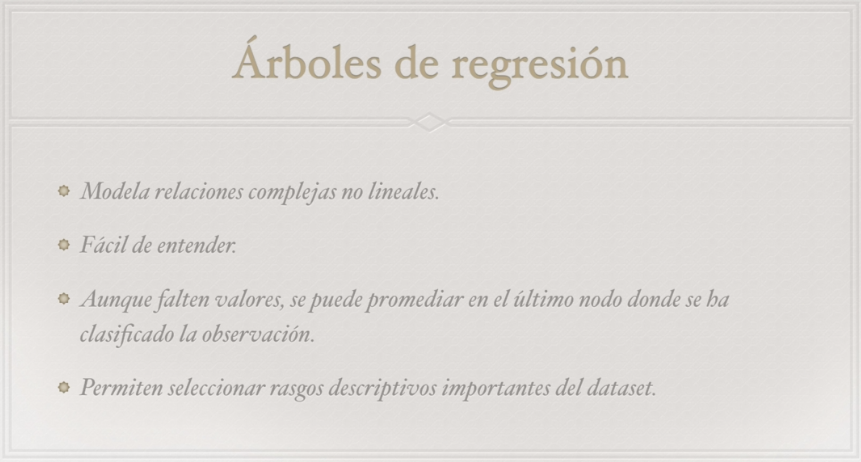 Árboles de regresión
Modela relaciones complejas no lineales.
Fácil de entender.
Aunque falten valores, se puede promediar en el último nodo donde se ha
clasificado la observación.
Permiten seleccionar rasgos descriptivos importantes del dataset.